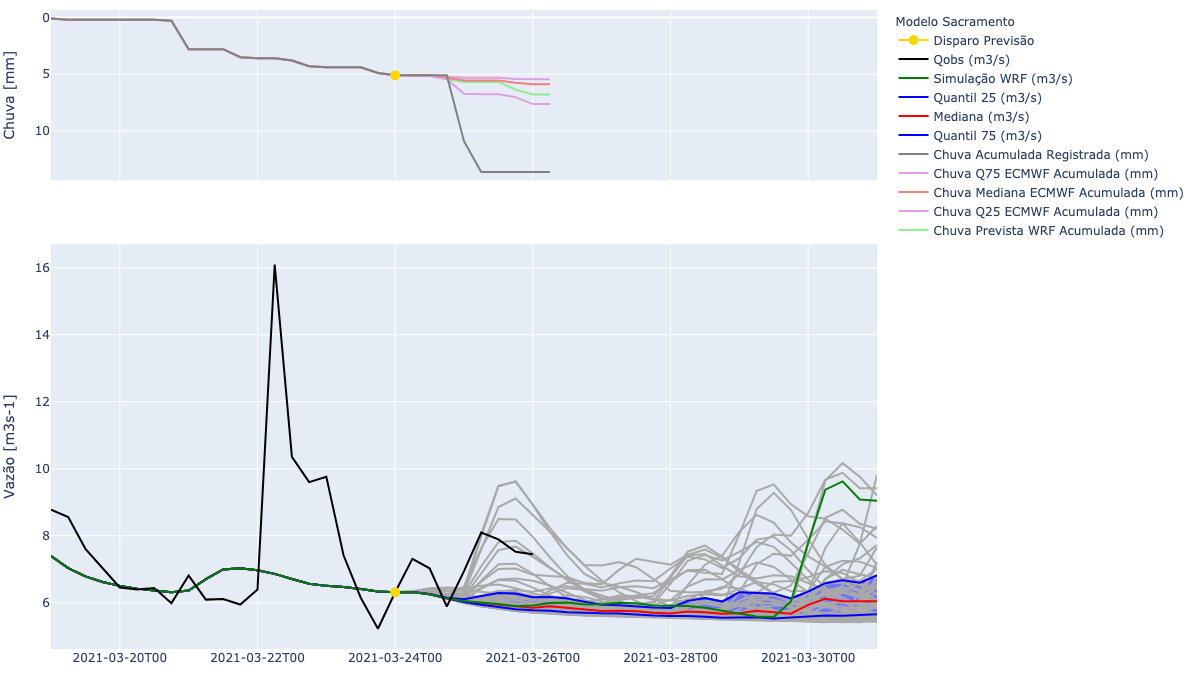 Chuva [mm]
0
5
10
Modelo Sacramento
Disparo Previsão
Qobs (m3/s)
Simulação WRF (m3/s)
Quantil 25 (m3/s)
Mediana (m3/s)
Quantil 75 (m3/s)
Chuva Acumulada Registrada (mm)
Chuva Q75 ECMWF Acumulada (mm)
Chuva Mediana ECMWF Acumulada (mm)
Chuva Q25 ECMWF Acumulada (mm)
Chuva Prevista WRF Acumulada (mm)
Vazão [m3s-1]
16
14
12
10
8
6
2021-03-20T00
2021-03-22T00
2021-03-24T00
2021-03-26T00
2021-03-28T00
2021-03-30T00